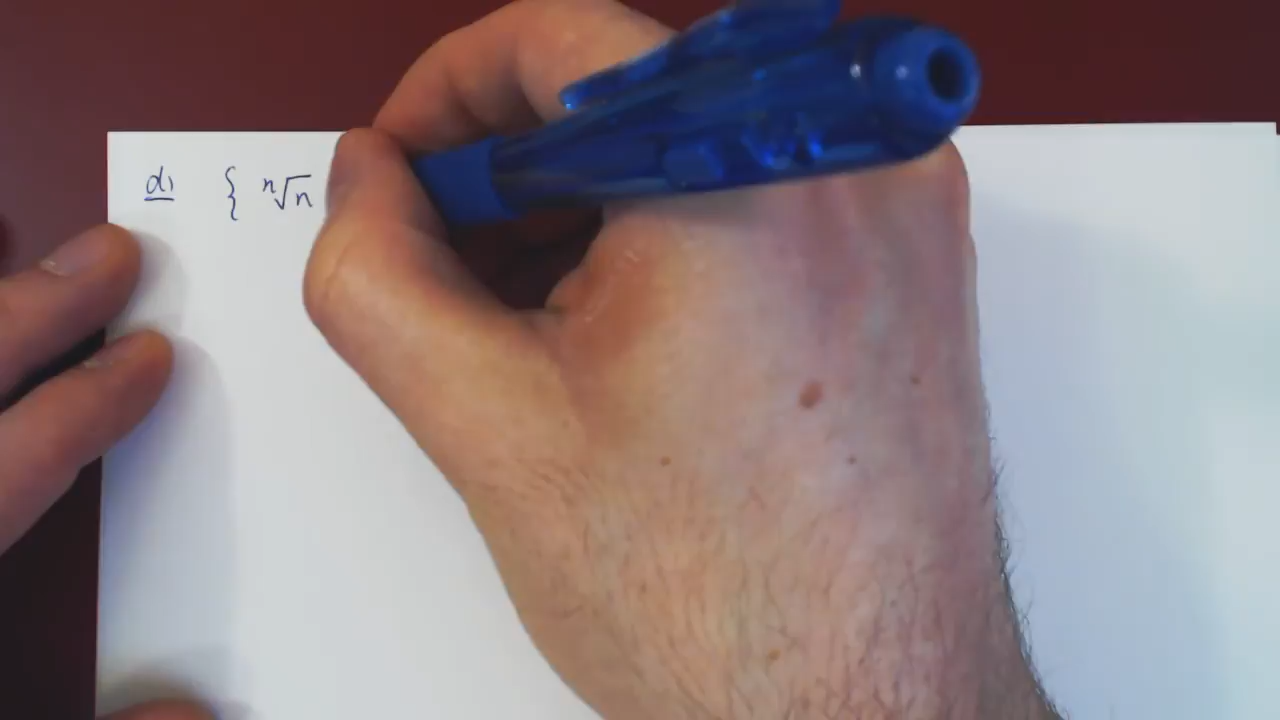 d) { ⁿ√n